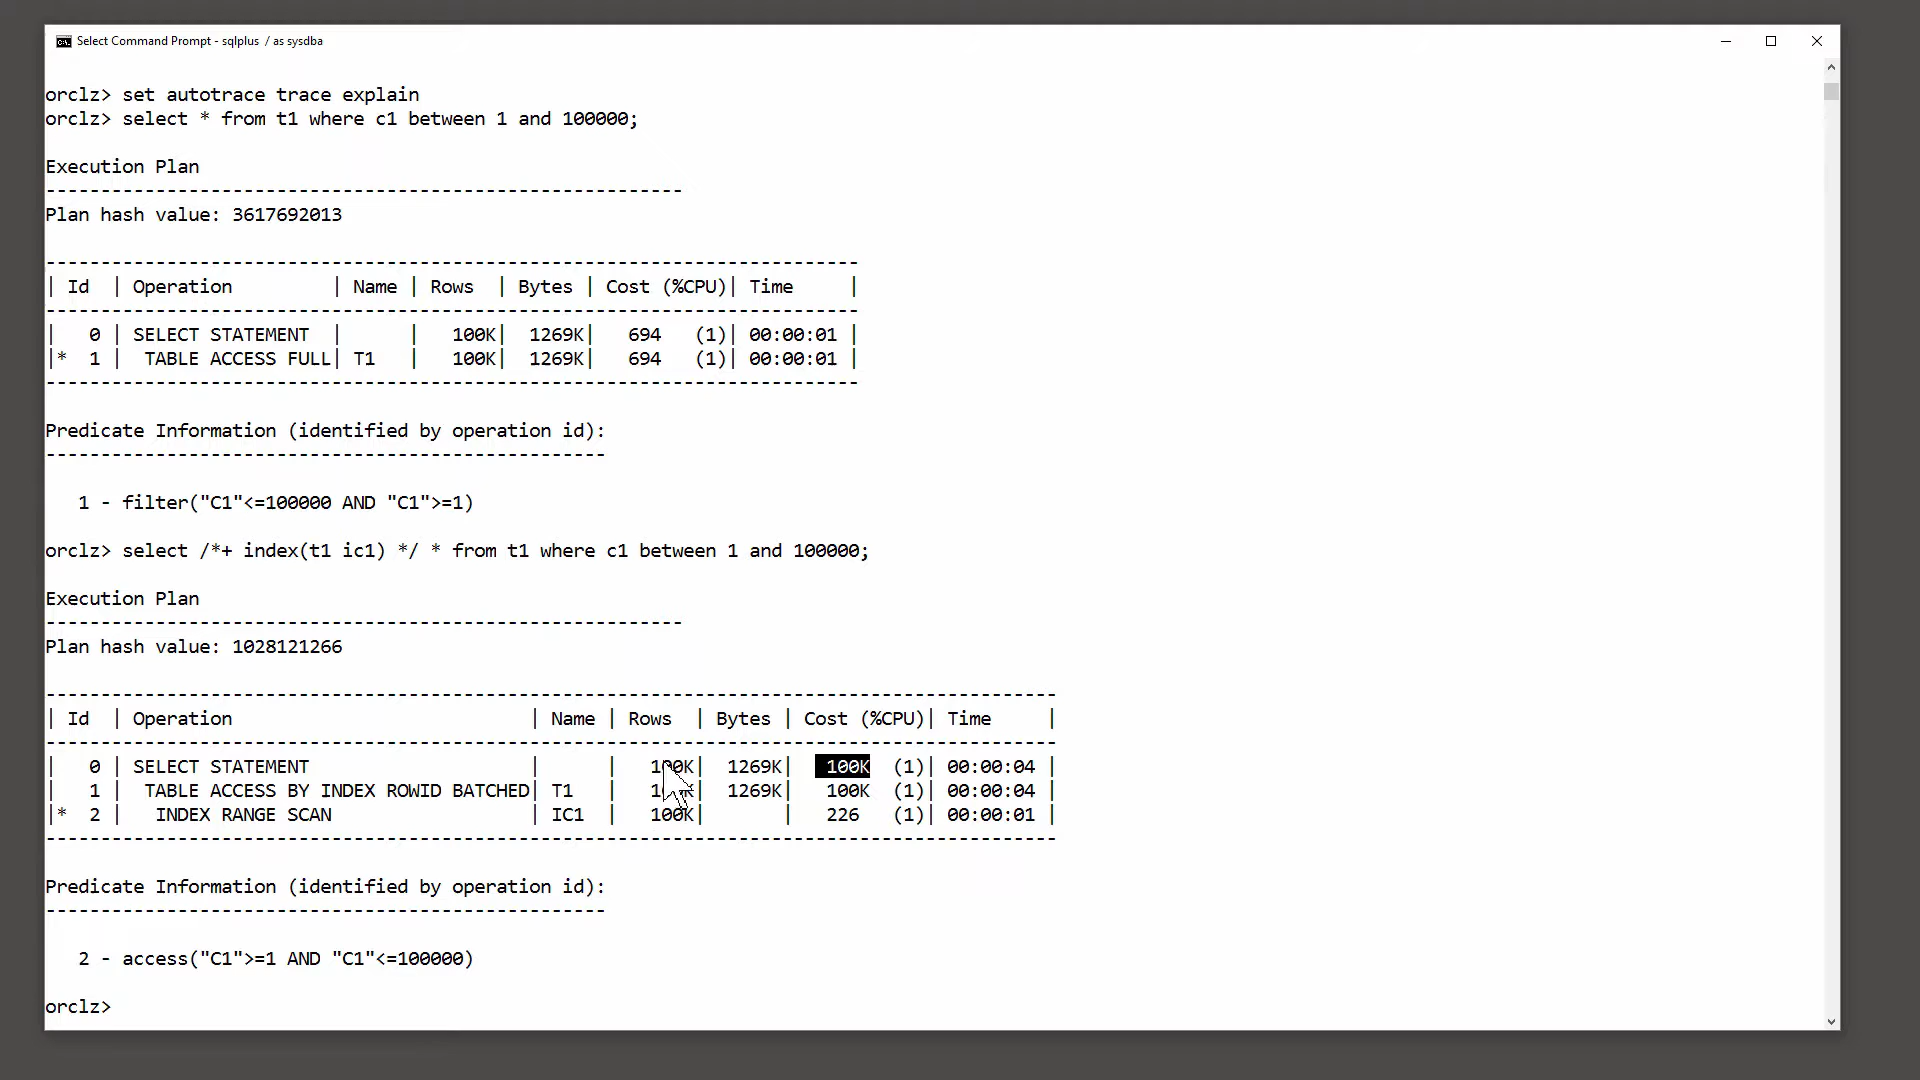 Select Command Prompt - sqlplus / as sysdba
orclz> set autotrace trace explain
orclz> select * from t1 where c1 between 1 and 100000;
Execution Plan
----------------------------------------------------------
Plan hash value: 3617692013
--------------------------------------------------------------------------
| Id  | Operation         | Name | Rows  | Bytes | Cost (%CPU)| Time     |
--------------------------------------------------------------------------
|   0 | SELECT STATEMENT  |      |   100K|  1269K|   694   (1)| 00:00:01 |
|*  1 |  TABLE ACCESS FULL| T1   |   100K|  1269K|   694   (1)| 00:00:01 |
--------------------------------------------------------------------------
Predicate Information (identified by operation id):
---------------------------------------------------
   1 - filter("C1"<=100000 AND "C1">=1)
orclz> select /*+ index(t1 ic1) */ * from t1 where c1 between 1 and 100000;
Execution Plan
----------------------------------------------------------
Plan hash value: 1028121266
--------------------------------------------------------------------------------------------
| Id  | Operation                           | Name | Rows  | Bytes | Cost (%CPU)| Time     |
--------------------------------------------------------------------------------------------
|   0 | SELECT STATEMENT                    |      |   100K|  1269K|   100K  (1)| 00:00:04 |
|   1 |  TABLE ACCESS BY INDEX ROWID BATCHED| T1   |   100K|  1269K|   100K  (1)| 00:00:04 |
|*  2 |   INDEX RANGE SCAN                  | IC1  |   100K|       |   226   (1)| 00:00:01 |
--------------------------------------------------------------------------------------------
Predicate Information (identified by operation id):
---------------------------------------------------
   2 - access("C1">=1 AND "C1"<=100000)
orclz>